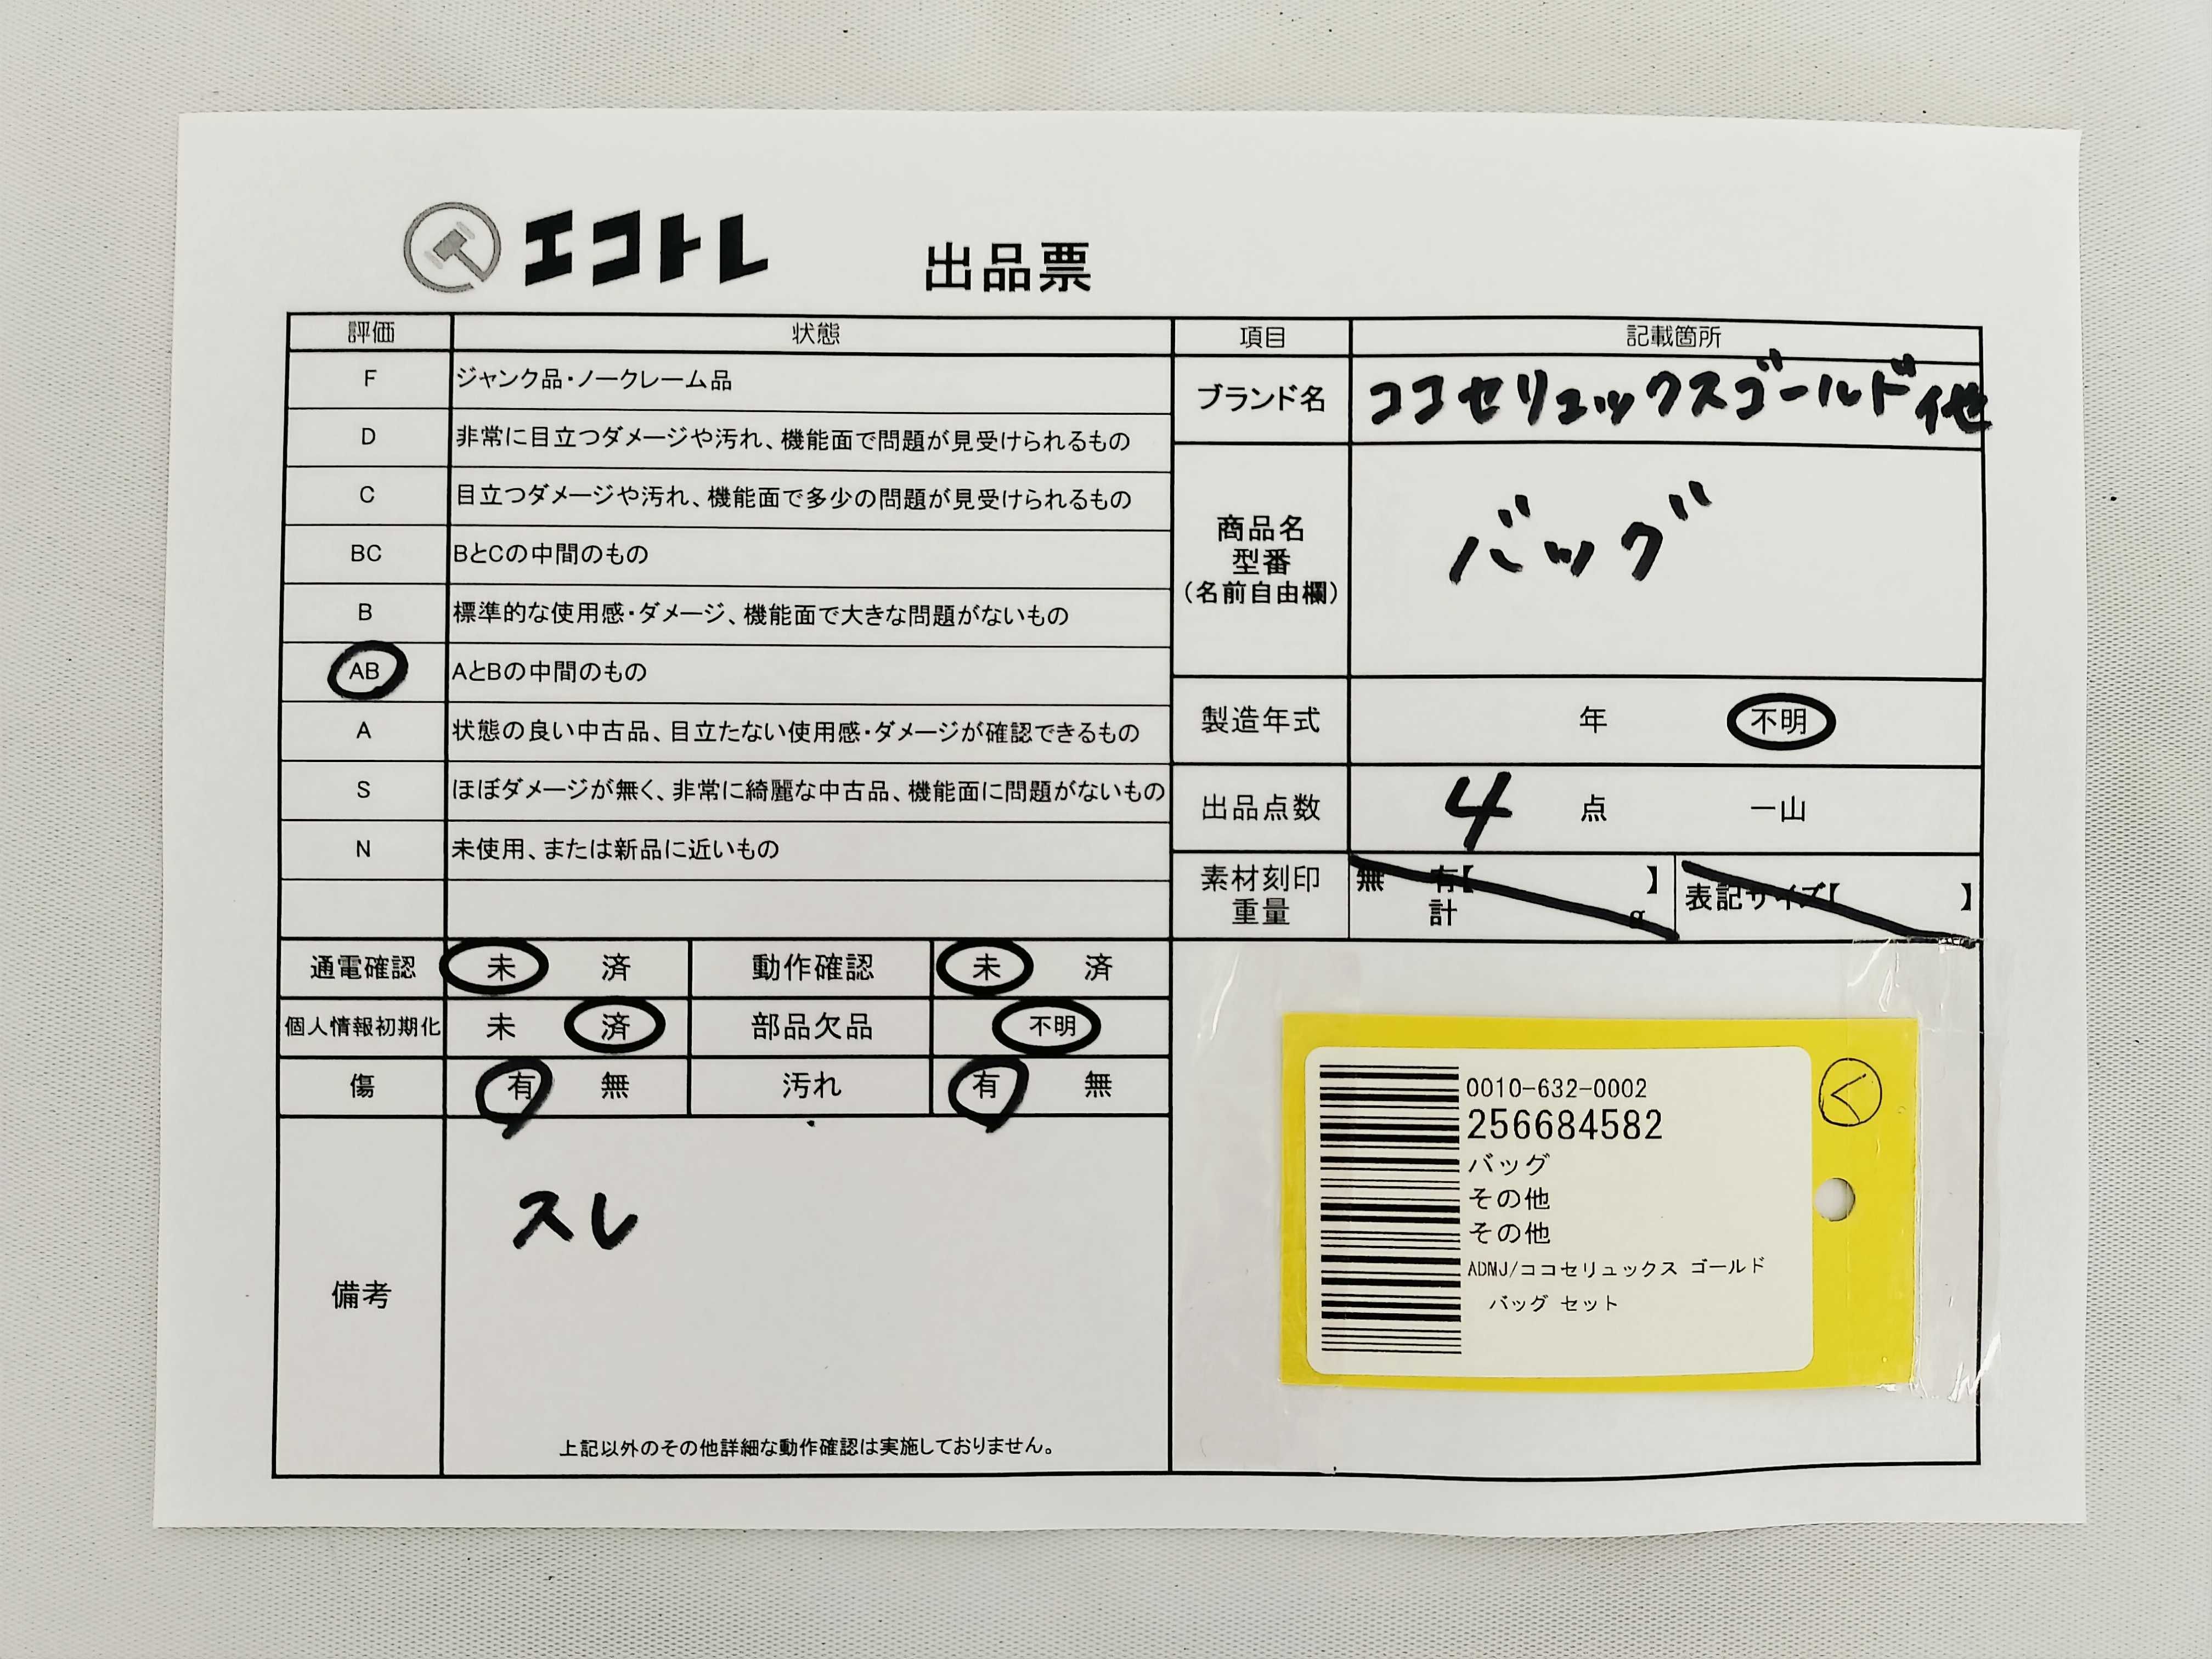 エコトレ 出品票
評価 状態
F ジャンク品・ノークレーム品
D 非常に目立つダメージや汚れ、機能面で問題が見受けられるもの
C 目立つダメージや汚れ、機能面で多少の問題が見受けられるもの
BC BとCの中間のもの
B 標準的な使用感・ダメージ、機能面で大きな問題がないもの
AB AとBの中間のもの
A 状態の良い中古品、目立たない使用感・ダメージが確認できるもの
S ほぼダメージが無く、非常に綺麗な中古品、機能面に問題がないもの
N 未使用、または新品に近いもの
項目 記載箇所
ブランド名 ココセリュックスゴールド他
商品名
型番
(名前自由欄)
バッグ
製造年式 年 不明
出品点数 4 点 一山
素材刻印
重量
無 有【 】
計 g
表記サイズ【 】
通電確認 未 済 動作確認 未 済
個人情報初期化 未 済 部品欠品 不明
傷 有 無 汚れ 有 無
備考
スレ
上記以外のその他詳細な動作確認は実施しておりません。
0010-632-0002
256684582
バッグ
その他
その他
ADMJ/ココセリュックス ゴールド
バッグ セット
く